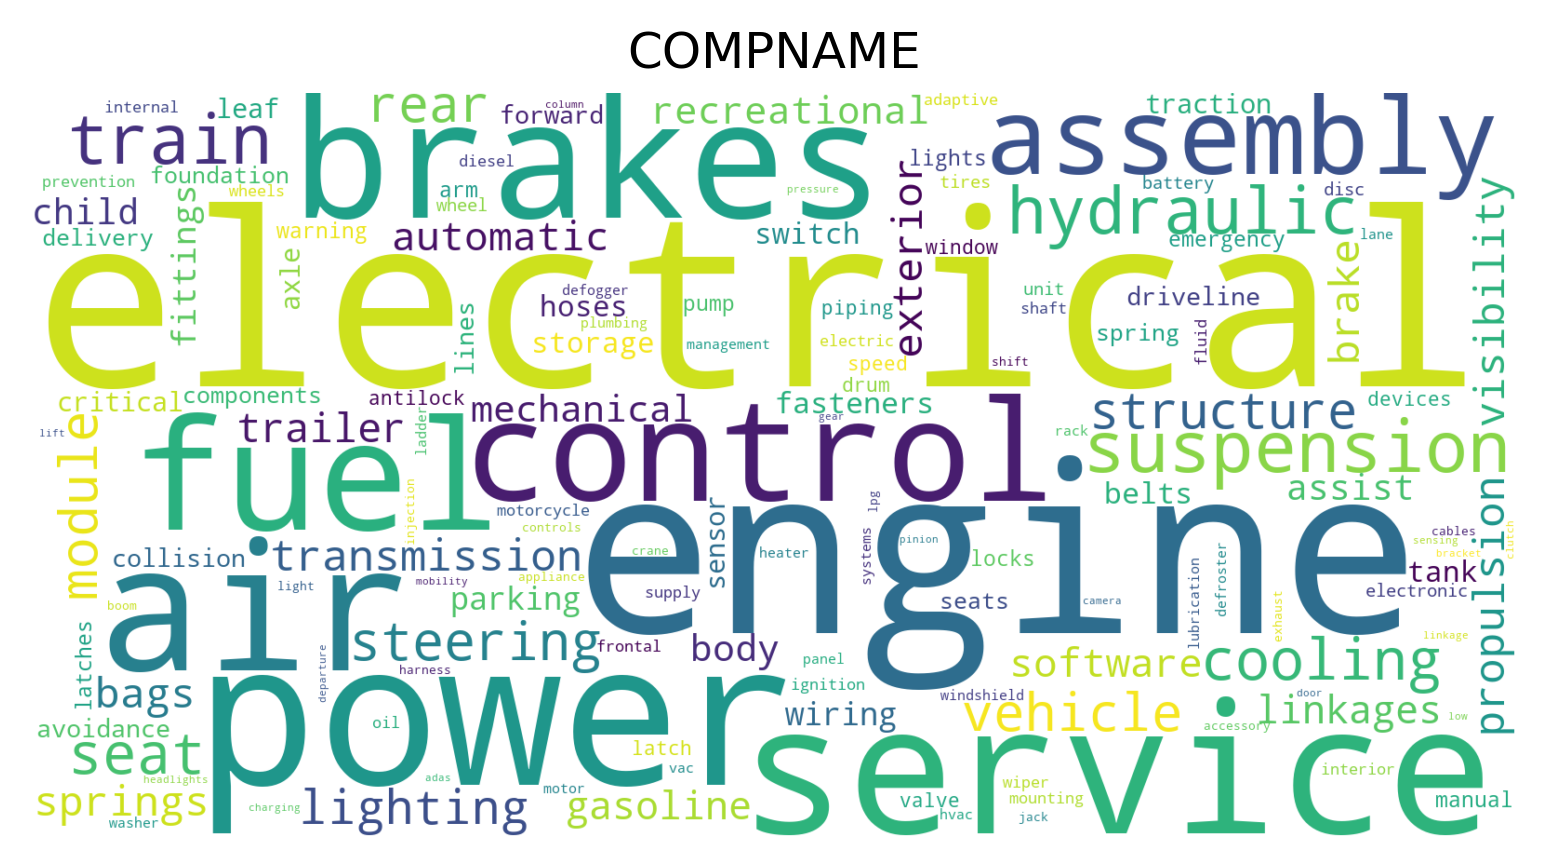 COMPNAME
internal
leaf
train
brakes
rear
forward
column
recreational
adaptive
assembly
traction
prevention
foundation
wheels
diesel
arm
wheel
pressure
lights
tires
battery
disc
child
delivery
fittings
warning
axle
automatic
switch
exterior
window
hydraulic
emergency
lane
visibility
electrical
defogger
hoses
plumbing
storage
lines
pump
management
piping
electric
speed
drum
unit
shaft
driveline
spring
fluid
brake
shift
critical
components
antilock
mechanical
fasteners
gear
structure
devices
lift
module
trailer
ladder
fuel
control
rack
suspension
belts
assist
injection
motorcycle
controls
sensor
lpg
engine
collision
transmission
crane
heater
systems
pinion
locks
cables
sensing
bracket
clutch
propulsion
tank
electronic
air
light
mobility
appliance
supply
parking
boom
seats
camera
lubrication
defroster
exhaust
linkage
latches
steering
frontal
body
panel
software
cooling
departure
harness
bags
power
ignition
windshield
door
wiring
vehicle
accessory
linkages
low
avoidance
oil
seat
latch
vac
service
headlights
adas
interior
springs
charging
lighting
motor
gasoline
wiper
mounting
valve
hvac
jack
manual
washer